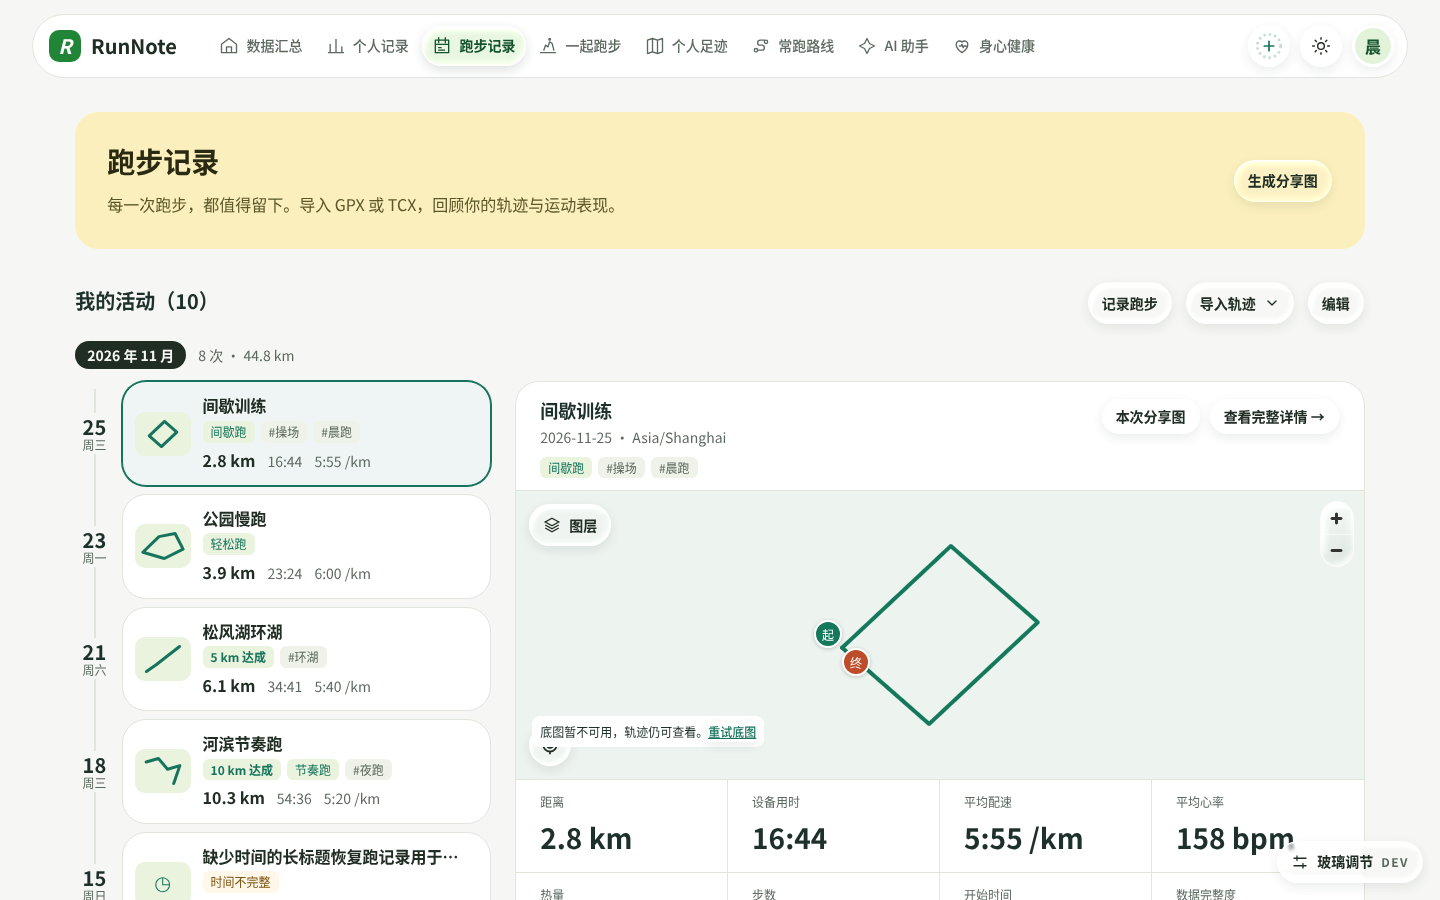 R RunNote 数据汇总 个人记录 跑步记录 一起跑步 个人足迹 常跑路线 AI 助手 身心健康 晨
跑步记录
每一次跑步，都值得留下。导入 GPX 或 TCX，回顾你的轨迹与运动表现。
生成分享图
我的活动（10）
记录跑步 导入轨迹 编辑
2026 年 11 月 8 次 • 44.8 km
25
周三
间歇训练
间歇跑 #操场 #晨跑
2.8 km 16:44 5:55 /km
23
周一
公园慢跑
轻松跑
3.9 km 23:24 6:00 /km
21
周六
松风湖环湖
5 km 达成 #环湖
6.1 km 34:41 5:40 /km
18
周三
河滨节奏跑
10 km 达成 节奏跑 #夜跑
10.3 km 54:36 5:20 /km
15
周日
缺少时间的长标题恢复跑记录用于…
时间不完整
间歇训练
2026-11-25 • Asia/Shanghai
间歇跑 #操场 #晨跑
本次分享图 查看完整详情 →
图层
+
−
起
终
底图暂不可用，轨迹仍可查看。重试底图
距离 设备用时 平均配速 平均心率
2.8 km 16:44 5:55 /km 158 bpm
热量 步数 开始时间 数据完整度
玻璃调节 DEV